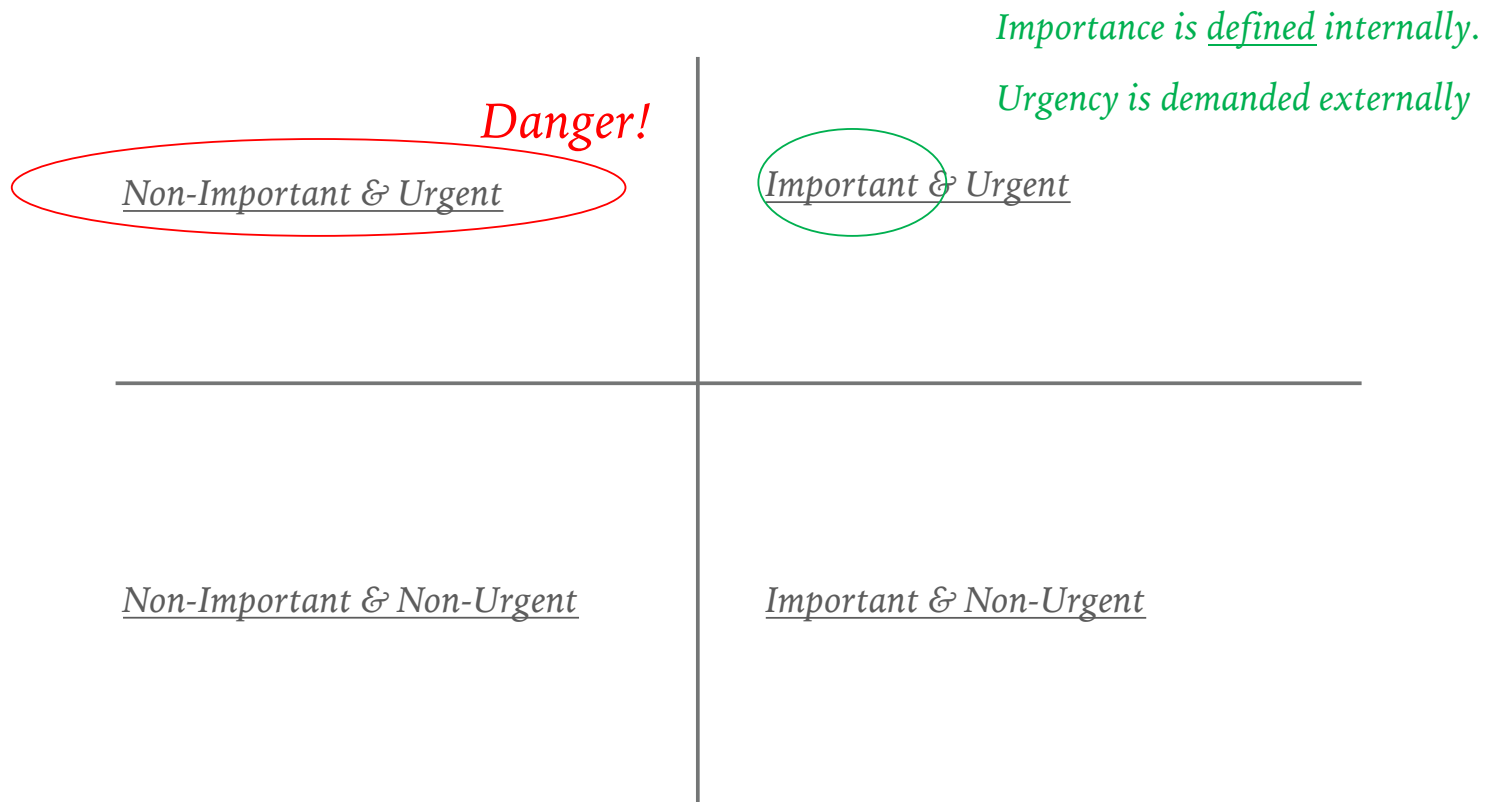 Importance is defined internally.
Urgency is demanded externally
Danger!
Non-Important & Urgent
Important & Urgent
Non-Important & Non-Urgent
Important & Non-Urgent